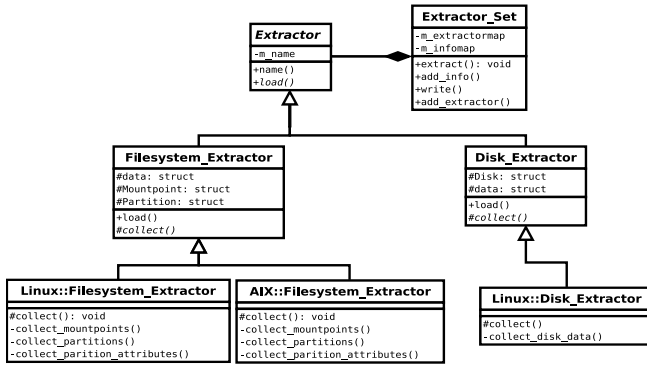 Extractor
-m_name
+name()
+load()
Extractor_Set
-m_extractormap
-m_infomap
+extract(): void
+add_info()
+write()
+add_extractor()
Filesystem_Extractor
#data: struct
#Mountpoint: struct
#Partition: struct
+load()
#collect()
Disk_Extractor
#Disk: struct
#data: struct
+load()
#collect()
Linux::Filesystem_Extractor
#collect(): void
-collect_mountpoints()
-collect_partitions()
-collect_parition_attributes()
AIX::Filesystem_Extractor
#collect(): void
-collect_mountpoints()
-collect_partitions()
-collect_parition_attributes()
Linux::Disk_Extractor
#collect()
-collect_disk_data()